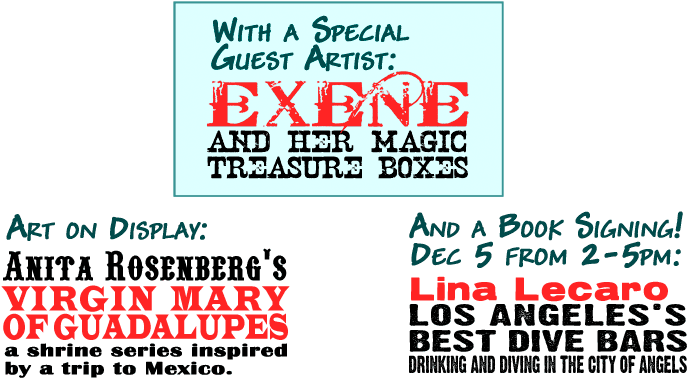 With a Special
Guest Artist:
EXENE
AND HER MAGIC
TREASURE BOXES
Art on Display:
Anita Rosenberg's
VIRGIN MARY
OF GUADALUPES
a shrine series inspired
by a trip to Mexico.
And a Book Signing!
Dec 5 from 2-5pm:
Lina Lecaro
LOS ANGELES'S
BEST DIVE BARS
DRINKING AND DIVING IN THE CITY OF ANGELS